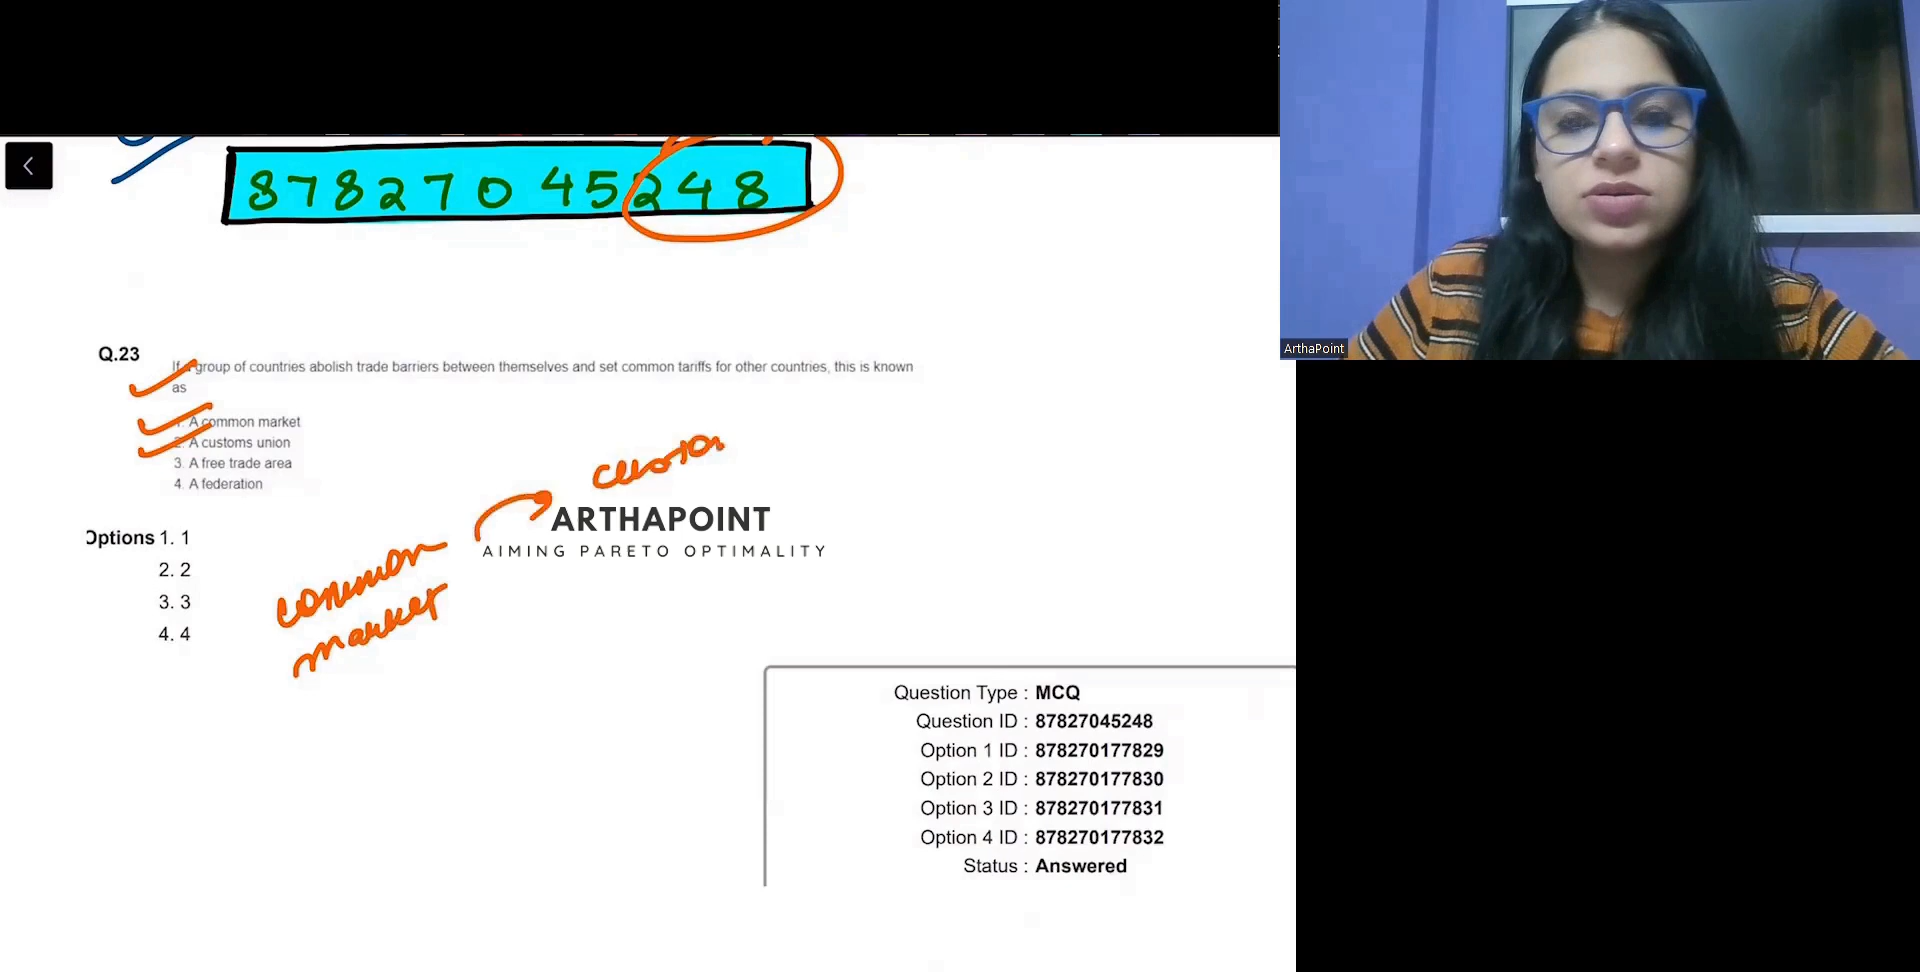 87827045248
ArthaPoint
Q.23
If a group of countries abolish trade barriers between themselves and set common tariffs for other countries, this is known
as
1. A common market
2. A customs union
3. A free trade area
4. A federation
ARTHAPOINT
AIMING PARETO OPTIMALITY
Options 1. 1
2. 2
3. 3
4. 4
common
market
Question Type : MCQ
Question ID : 87827045248
Option 1 ID : 878270177829
Option 2 ID : 878270177830
Option 3 ID : 878270177831
Option 4 ID : 878270177832
Status : Answered